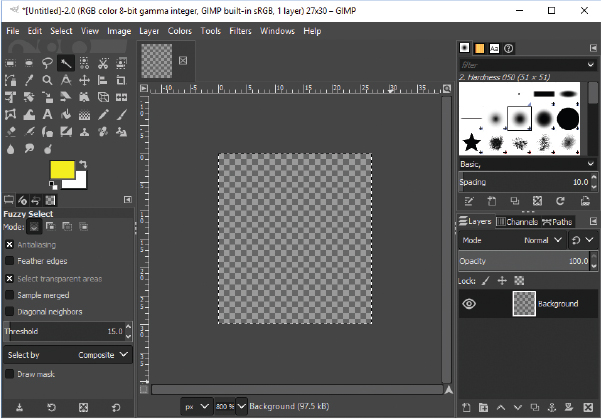 *[Untitled]-2.0 (RGB color 8-bit gamma integer, GIMP built-in sRGB, 1 layer) 27x30 – GIMP
File Edit Select View Image Layer Colors Tools Filters Windows Help
filter
2. Hardness 050 (51 × 51)
Basic,
Spacing 10.0
Fuzzy Select
Mode:
Antialiasing
Feather edges
Select transparent areas
Sample merged
Diagonal neighbors
Threshold 15.0
Select by Composite
Draw mask
Layers Channels Paths
Mode Normal
Opacity 100.0
Lock:
Background
px 800 % Background (97.5 kB)